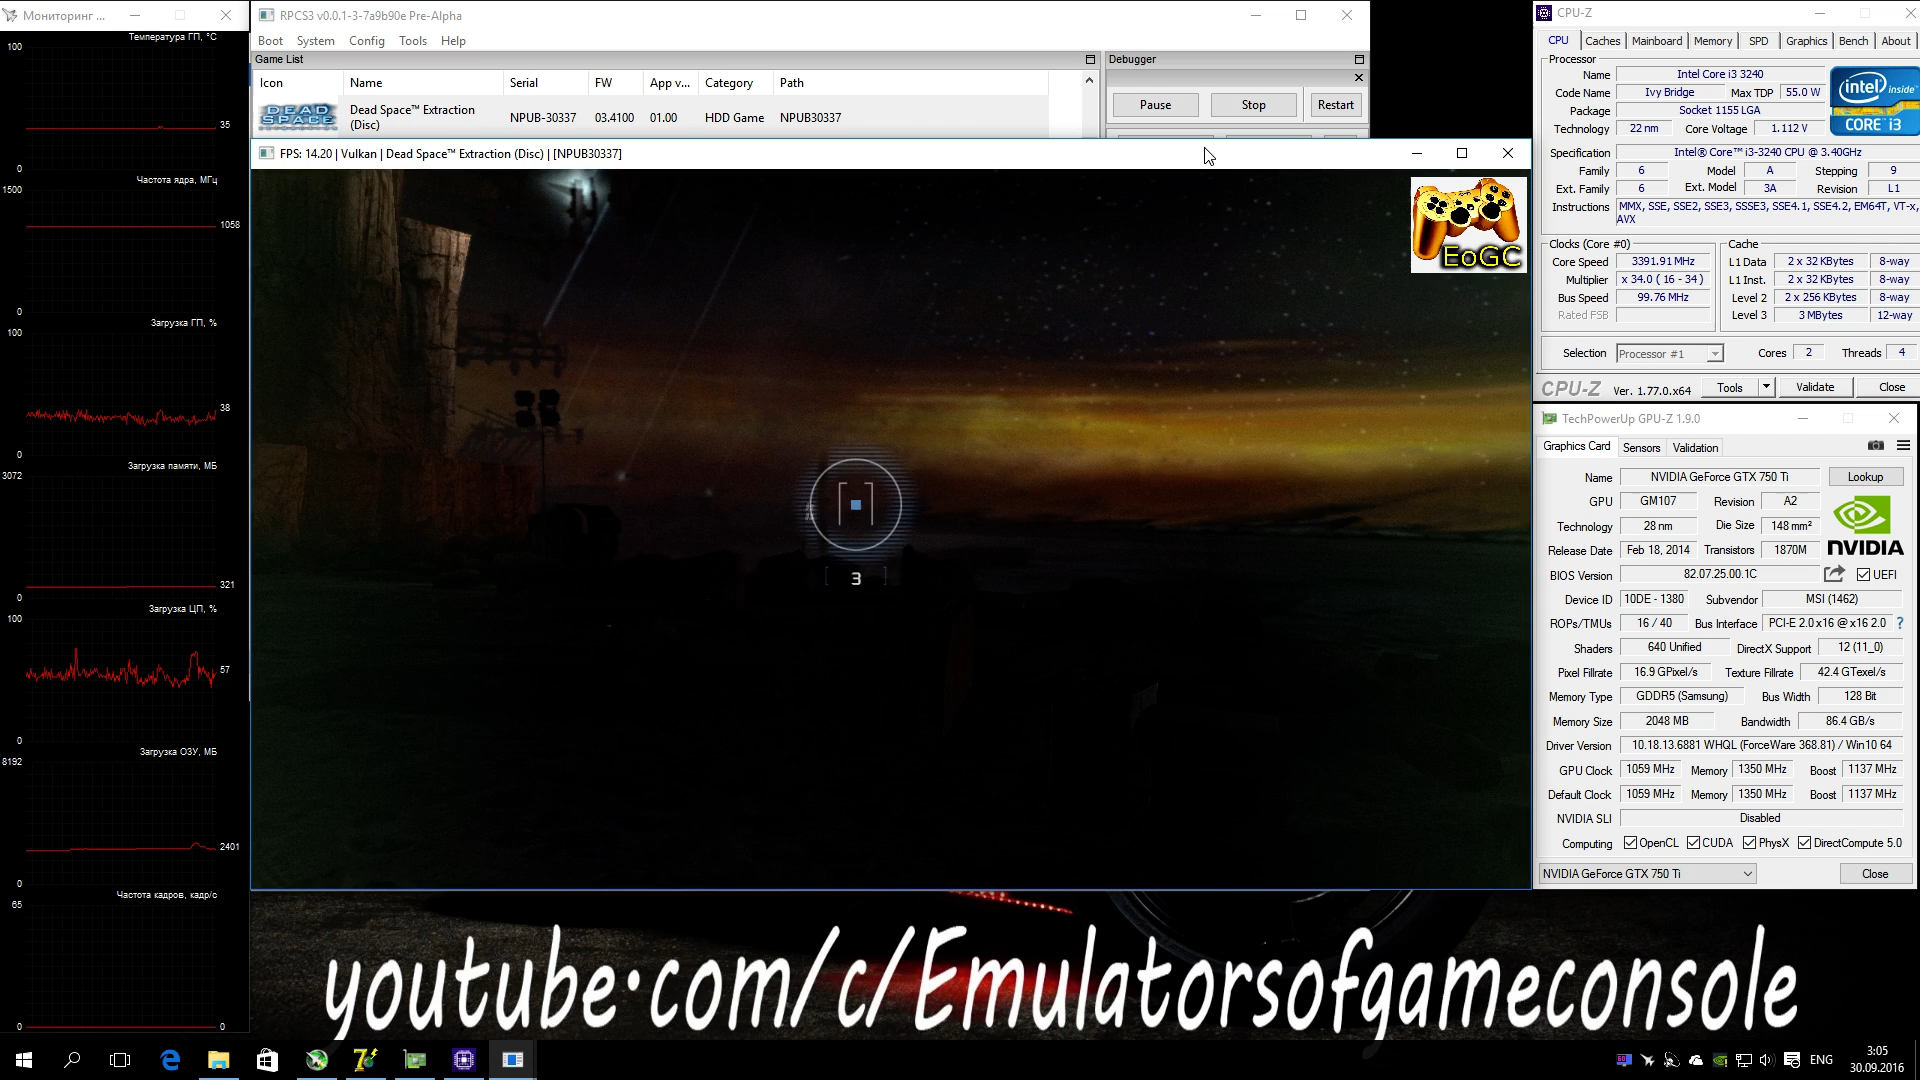 Мониторинг ...
Температура ГП, °C
100
35
0
Частота ядра, МГц
1500
1058
0
Загрузка ГП, %
100
38
0
Загрузка памяти, МБ
3072
321
0
Загрузка ЦП, %
100
57
0
Загрузка ОЗУ, МБ
8192
2401
0
Частота кадров, кадр/с
65
0
0
RPCS3 v0.0.1-3-7a9b90e Pre-Alpha
Boot System Config Tools Help
Game List
Icon Name Serial FW App v... Category Path
DEAD SPACE
Dead Space™ Extraction (Disc) NPUB-30337 03.4100 01.00 HDD Game NPUB30337
Debugger
Pause Stop Restart
FPS: 14.20 | Vulkan | Dead Space™ Extraction (Disc) | [NPUB30337]
EoGC
3
CPU-Z
CPU Caches Mainboard Memory SPD Graphics Bench About
Processor
Name Intel Core i3 3240
Code Name Ivy Bridge Max TDP 55.0 W
Package Socket 1155 LGA
Technology 22 nm Core Voltage 1.112 V
intel inside™
CORE i3
Specification Intel® Core™ i3-3240 CPU @ 3.40GHz
Family 6 Model A Stepping 9
Ext. Family 6 Ext. Model 3A Revision L1
Instructions MMX, SSE, SSE2, SSE3, SSSE3, SSE4.1, SSE4.2, EM64T, VT-x,
AVX
Clocks (Core #0) Cache
Core Speed 3391.91 MHz L1 Data 2 x 32 KBytes 8-way
Multiplier x 34.0 ( 16 - 34 ) L1 Inst. 2 x 32 KBytes 8-way
Bus Speed 99.76 MHz Level 2 2 x 256 KBytes 8-way
Rated FSB Level 3 3 MBytes 12-way
Selection Processor #1 Cores 2 Threads 4
CPU-Z Ver. 1.77.0.x64 Tools Validate Close
TechPowerUp GPU-Z 1.9.0
Graphics Card Sensors Validation
Name NVIDIA GeForce GTX 750 Ti Lookup
GPU GM107 Revision A2
Technology 28 nm Die Size 148 mm²
Release Date Feb 18, 2014 Transistors 1870M
NVIDIA
BIOS Version 82.07.25.00.1C UEFI
Device ID 10DE - 1380 Subvendor MSI (1462)
ROPs/TMUs 16 / 40 Bus Interface PCI-E 2.0 x16 @ x16 2.0 ?
Shaders 640 Unified DirectX Support 12 (11_0)
Pixel Fillrate 16.9 GPixel/s Texture Fillrate 42.4 GTexel/s
Memory Type GDDR5 (Samsung) Bus Width 128 Bit
Memory Size 2048 MB Bandwidth 86.4 GB/s
Driver Version 10.18.13.6881 WHQL (ForceWare 368.81) / Win10 64
GPU Clock 1059 MHz Memory 1350 MHz Boost 1137 MHz
Default Clock 1059 MHz Memory 1350 MHz Boost 1137 MHz
NVIDIA SLI Disabled
Computing OpenCL CUDA PhysX DirectCompute 5.0
NVIDIA GeForce GTX 750 Ti Close
youtube.com/c/Emulatorsofgameconsole
ENG
3:05
30.09.2016